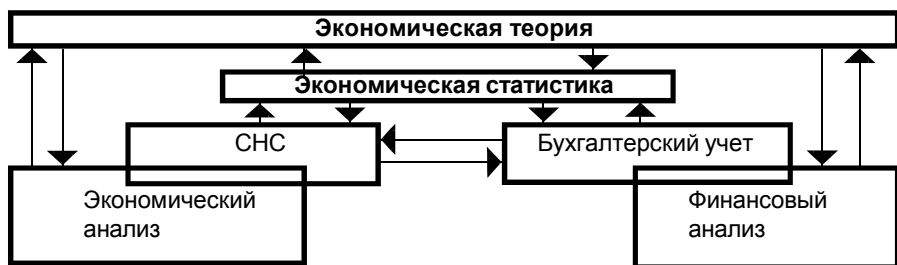 Экономическая теория
Экономическая статистика
СНС
Бухгалтерский учет
Экономический
анализ
Финансовый
анализ